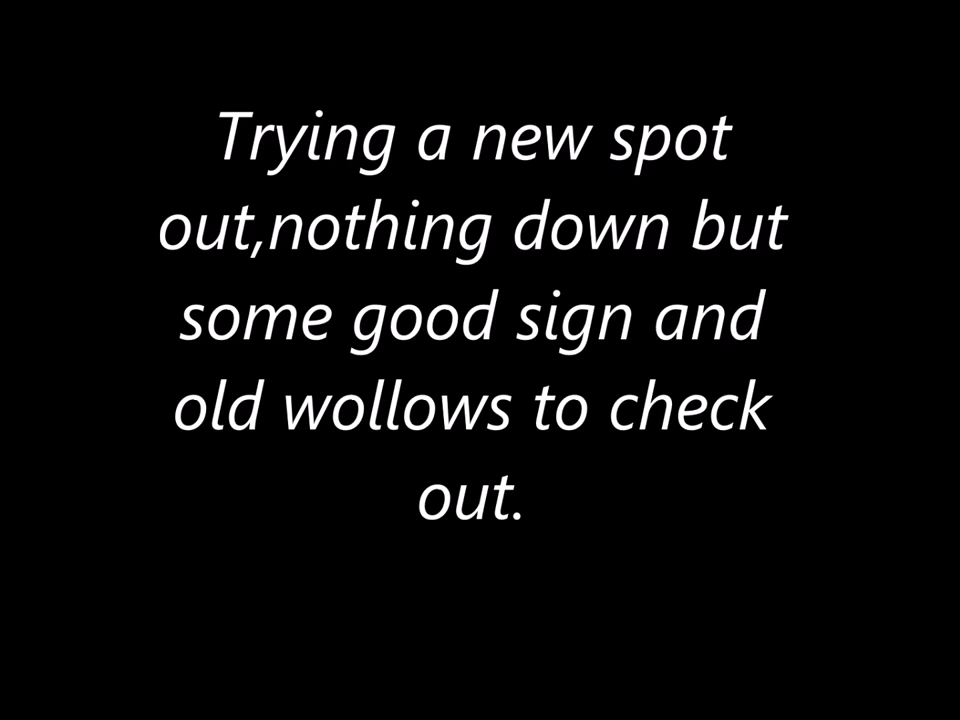 Trying a new spot
out,nothing down but
some good sign and
old wollows to check
out.